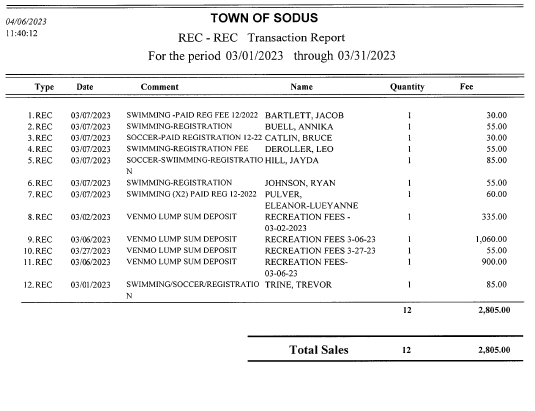 04/06/2023
11:40:12
TOWN OF SODUS
REC - REC Transaction Report
For the period 03/01/2023 through 03/31/2023
Type Date Comment Name Quantity Fee
1.REC 03/07/2023 SWIMMING -PAID REG FEE 12/2022 BARTLETT, JACOB 1 30.00
2.REC 03/07/2023 SWIMMING-REGISTRATION BUELL, ANNIKA 1 55.00
3.REC 03/07/2023 SOCCER-PAID REGISTRATION 12-22 CATLIN, BRUCE 1 30.00
4.REC 03/07/2023 SWIMMING-REGISTRATION FEE DEROLLER, LEO 1 55.00
5.REC 03/07/2023 SOCCER-SWIIMMING-REGISTRATIO HILL, JAYDA 1 85.00
N
6.REC 03/07/2023 SWIMMING-REGISTRATION JOHNSON, RYAN 1 55.00
7.REC 03/07/2023 SWIMMING (X2) PAID REG 12-2022 PULVER, 1 60.00
ELEANOR-LUEYANNE
8.REC 03/02/2023 VENMO LUMP SUM DEPOSIT RECREATION FEES - 1 335.00
03-02-2023
9.REC 03/06/2023 VENMO LUMP SUM DEPOSIT RECREATION FEES 3-06-23 1 1,060.00
10.REC 03/27/2023 VENMO LUMP SUM DEPOSIT RECREATION FEES 3-27-23 1 55.00
11.REC 03/06/2023 VENMO LUMP SUM DEPOSIT RECREATION FEES- 1 900.00
03-06-23
12.REC 03/01/2023 SWIMMING/SOCCER/REGISTRATIO TRINE, TREVOR 1 85.00
N
12 2,805.00
Total Sales 12 2,805.00